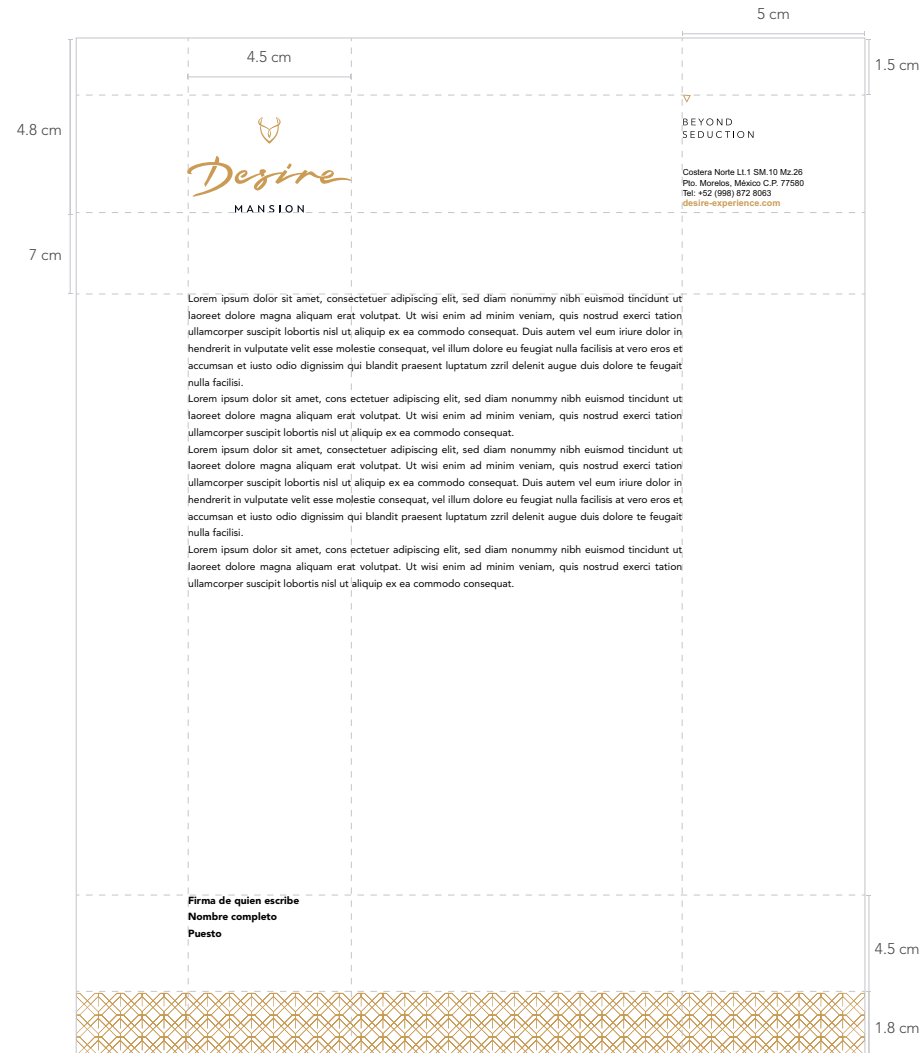 5 cm
4.5 cm
1.5 cm
4.8 cm
Desire
MANSION
BEYOND
SEDUCTION
Costera Norte Lt.1 SM.10 Mz.26
Pto. Morelos, México C.P. 77580
Tel: +52 (998) 872 8063
desire-experience.com
7 cm
Lorem ipsum dolor sit amet, consectetuer adipiscing elit, sed diam nonummy nibh euismod tincidunt ut
laoreet dolore magna aliquam erat volutpat. Ut wisi enim ad minim veniam, quis nostrud exerci tation
ullamcorper suscipit lobortis nisl ut aliquip ex ea commodo consequat. Duis autem vel eum iriure dolor in
hendrerit in vulputate velit esse molestie consequat, vel illum dolore eu feugiat nulla facilisis at vero eros et
accumsan et iusto odio dignissim qui blandit praesent luptatum zzril delenit augue duis dolore te feugait
nulla facilisi.
Lorem ipsum dolor sit amet, cons ectetuer adipiscing elit, sed diam nonummy nibh euismod tincidunt ut
laoreet dolore magna aliquam erat volutpat. Ut wisi enim ad minim veniam, quis nostrud exerci tation
ullamcorper suscipit lobortis nisl ut aliquip ex ea commodo consequat.
Lorem ipsum dolor sit amet, consectetuer adipiscing elit, sed diam nonummy nibh euismod tincidunt ut
laoreet dolore magna aliquam erat volutpat. Ut wisi enim ad minim veniam, quis nostrud exerci tation
ullamcorper suscipit lobortis nisl ut aliquip ex ea commodo consequat. Duis autem vel eum iriure dolor in
hendrerit in vulputate velit esse molestie consequat, vel illum dolore eu feugiat nulla facilisis at vero eros et
accumsan et iusto odio dignissim qui blandit praesent luptatum zzril delenit augue duis dolore te feugait
nulla facilisi.
Lorem ipsum dolor sit amet, cons ectetuer adipiscing elit, sed diam nonummy nibh euismod tincidunt ut
laoreet dolore magna aliquam erat volutpat. Ut wisi enim ad minim veniam, quis nostrud exerci tation
ullamcorper suscipit lobortis nisl ut aliquip ex ea commodo consequat.
Firma de quien escribe
Nombre completo
Puesto
4.5 cm
1.8 cm